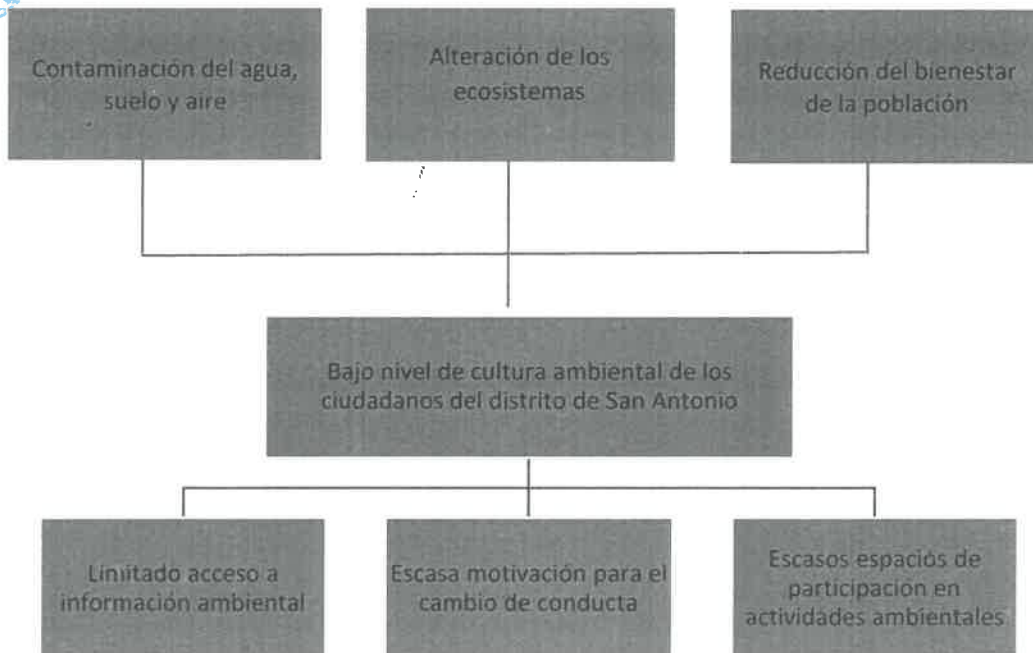 Contaminación del agua,
suelo y aire
Alteración de los
ecosistemas
Reducción del bienestar
de la población
Bajo nivel de cultura ambiental de los
ciudadanos del distrito de San Antonio
Limitado acceso a
información ambiental
Escasa motivación para el
cambio de conducta
Escasos espacios de
participación en
actividades ambientales